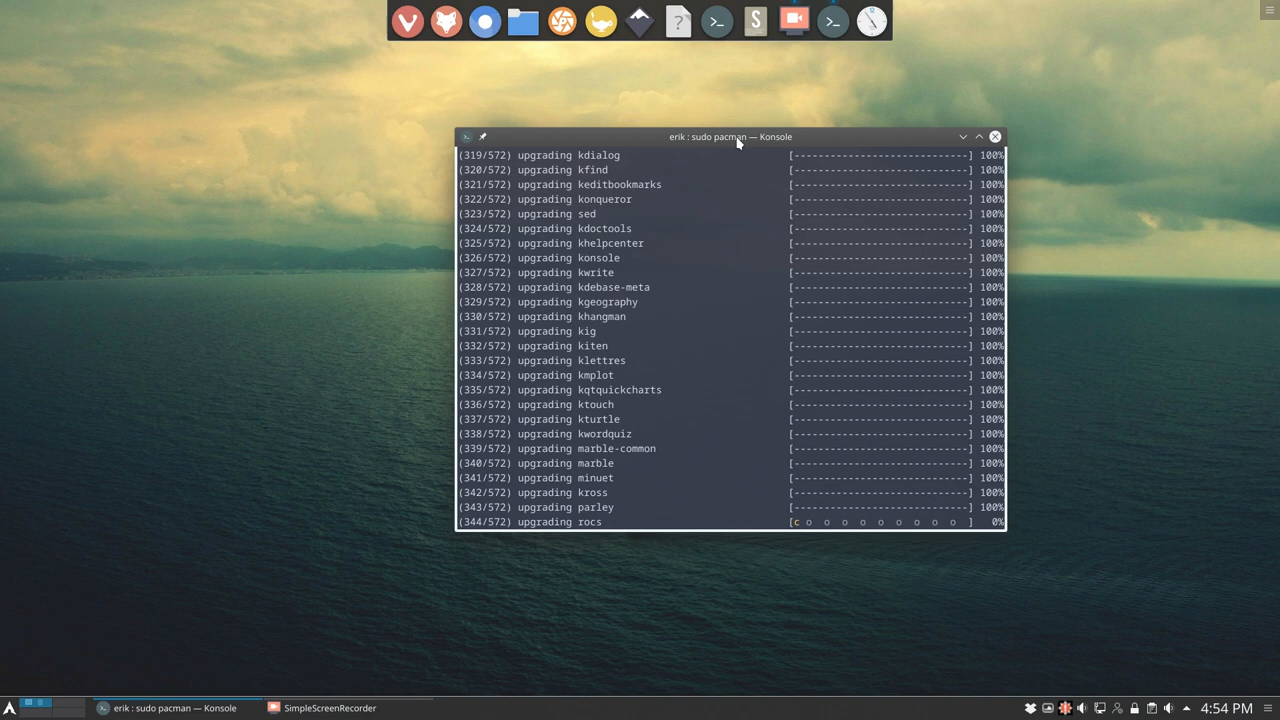 erik : sudo pacman — Konsole
(319/572) upgrading kdialog [-----------------------------] 100%
(320/572) upgrading kfind [-----------------------------] 100%
(321/572) upgrading keditbookmarks [-----------------------------] 100%
(322/572) upgrading konqueror [-----------------------------] 100%
(323/572) upgrading sed [-----------------------------] 100%
(324/572) upgrading kdoctools [-----------------------------] 100%
(325/572) upgrading khelpcenter [-----------------------------] 100%
(326/572) upgrading konsole [-----------------------------] 100%
(327/572) upgrading kwrite [-----------------------------] 100%
(328/572) upgrading kdebase-meta [-----------------------------] 100%
(329/572) upgrading kgeography [-----------------------------] 100%
(330/572) upgrading khangman [-----------------------------] 100%
(331/572) upgrading kig [-----------------------------] 100%
(332/572) upgrading kiten [-----------------------------] 100%
(333/572) upgrading klettres [-----------------------------] 100%
(334/572) upgrading kmplot [-----------------------------] 100%
(335/572) upgrading kqtquickcharts [-----------------------------] 100%
(336/572) upgrading ktouch [-----------------------------] 100%
(337/572) upgrading kturtle [-----------------------------] 100%
(338/572) upgrading kwordquiz [-----------------------------] 100%
(339/572) upgrading marble-common [-----------------------------] 100%
(340/572) upgrading marble [-----------------------------] 100%
(341/572) upgrading minuet [-----------------------------] 100%
(342/572) upgrading kross [-----------------------------] 100%
(343/572) upgrading parley [-----------------------------] 100%
(344/572) upgrading rocs [c o  o  o  o  o  o  o  o  o  ] 0%
erik : sudo pacman — Konsole
SimpleScreenRecorder
4:54 PM